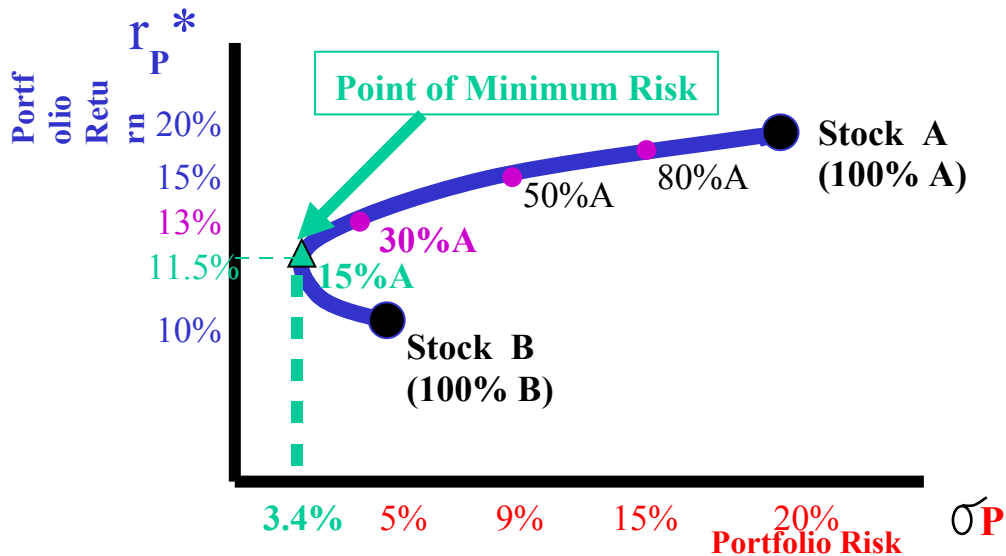 r P *
Portf
olio
Retu
rn
Point of Minimum Risk
20%
Stock A
(100% A)
15%
80%A
50%A
13%
30%A
11.5%
15%A
10%
Stock B
(100% B)
3.4% 5% 9% 15% 20% σP
Portfolio Risk